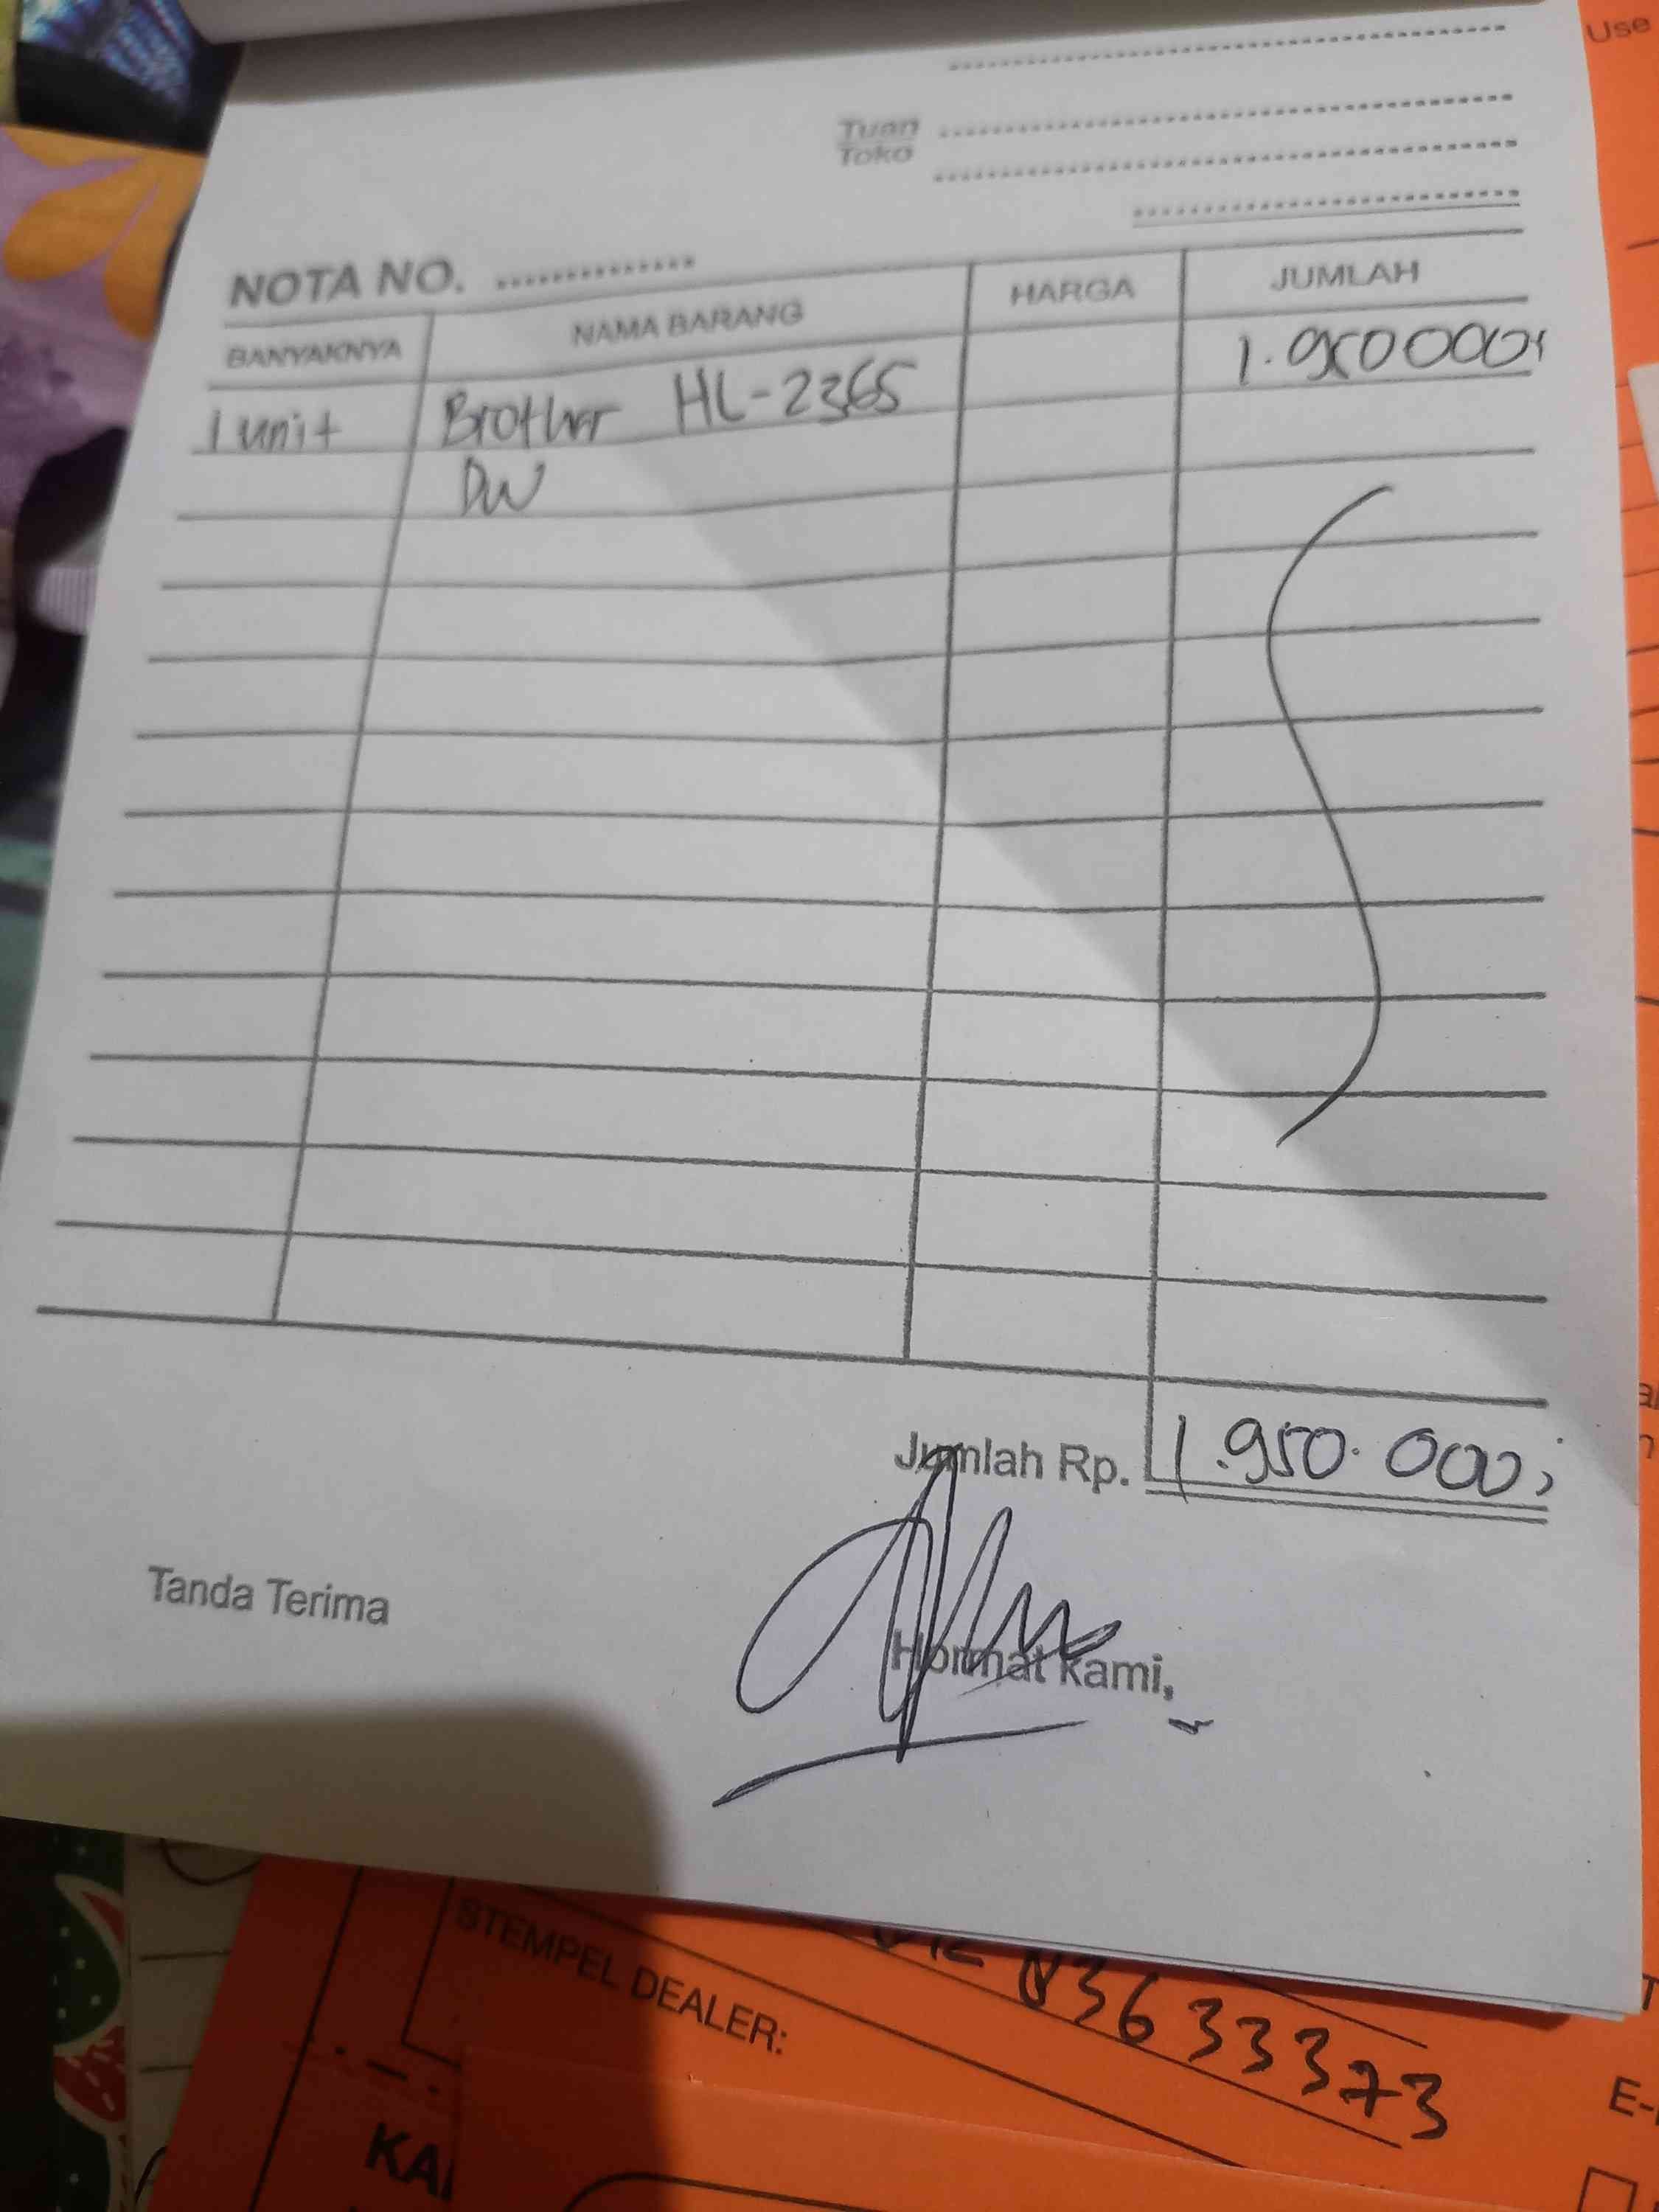 Use
Tuan
Toko
NOTA NO. ..............
BANYAKNYA NAMA BARANG HARGA JUMLAH
1 unit Brother HL-2365 1.950000,
DW
Jumlah Rp. 1.950.000,
Tanda Terima
Hormat Kami,
STEMPEL DEALER:
3633373
E-
KA